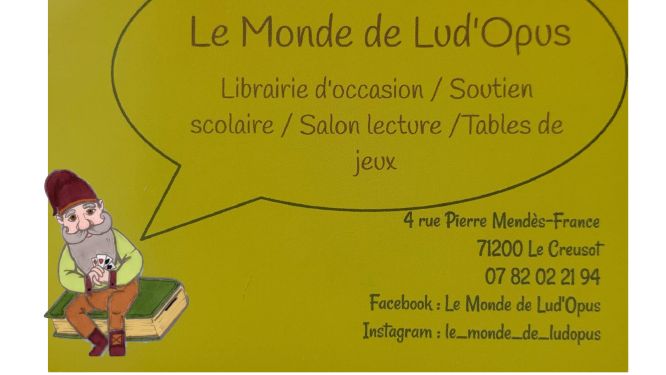 Le Monde de Lud'Opus
Librairie d'occasion / Soutien
scolaire / Salon lecture /Tables de
jeux
4 rue Pierre Mendès-France
71200 Le Creusot
07 82 02 21 94
Facebook : Le Monde de Lud'Opus
Instagram : le_monde_de_ludopus